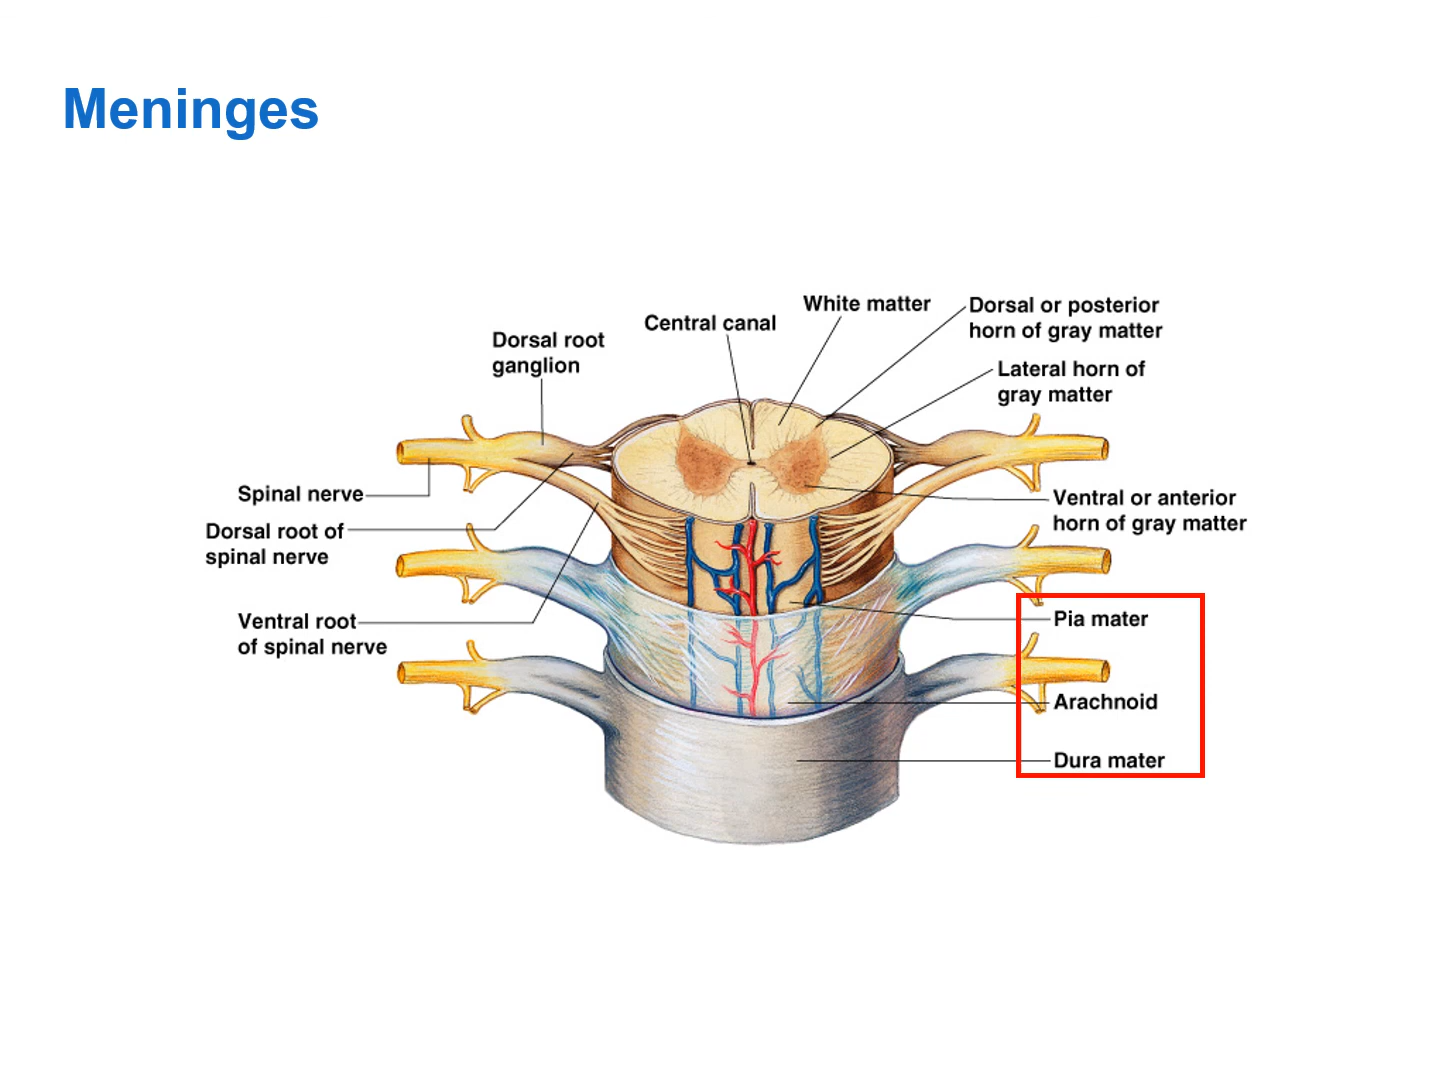 Meninges
White matter
Dorsal or posterior
horn of gray matter
Central canal
Dorsal root
ganglion
Lateral horn of
gray matter
Spinal nerve
Ventral or anterior
horn of gray matter
Dorsal root of
spinal nerve
Ventral root
of spinal nerve
Pia mater
Arachnoid
Dura mater